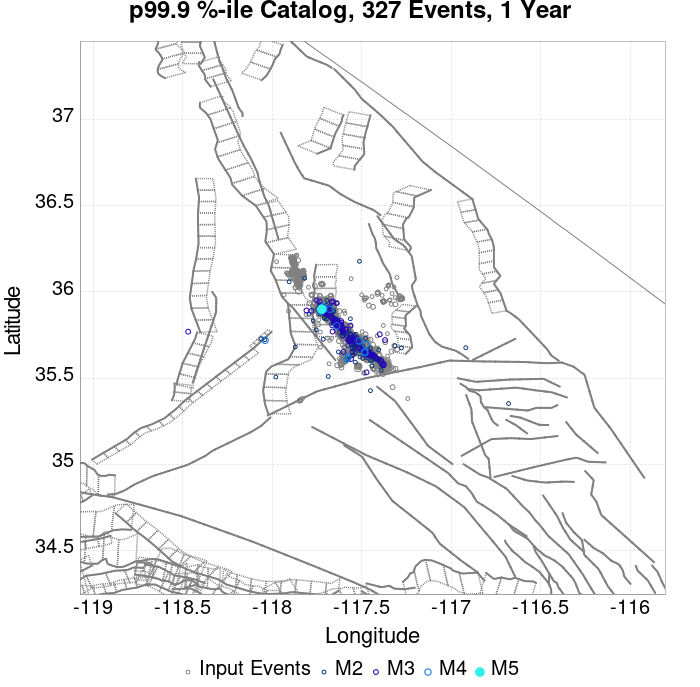 p99.9 %-ile Catalog, 327 Events, 1 Year
37
36.5
36
35.5
35
34.5
Latitude
-119 -118.5 -118 -117.5 -117 -116.5 -116
Longitude
Input Events M2 M3 M4 M5